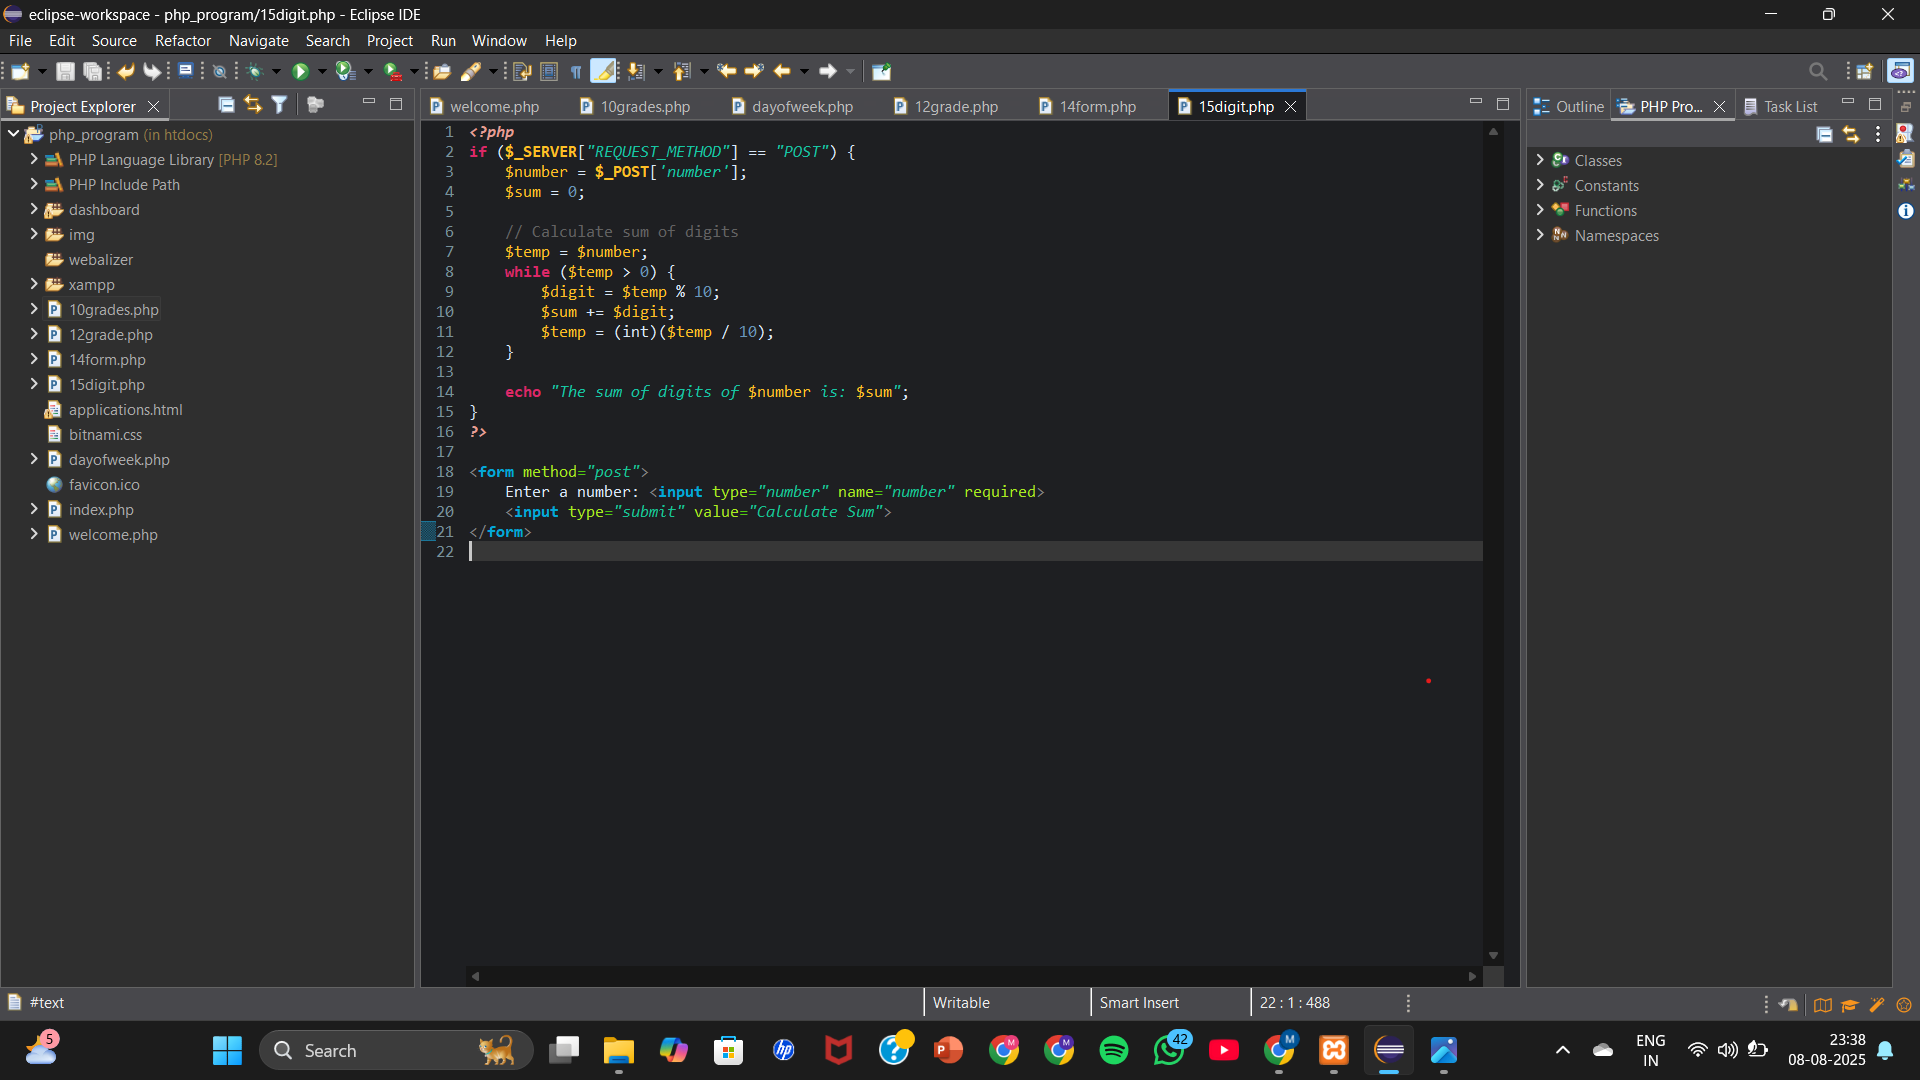 eclipse-workspace - php_program/15digit.php - Eclipse IDE
File Edit Source Refactor Navigate Search Project Run Window Help
Project Explorer
php_program (in htdocs)
PHP Language Library [PHP 8.2]
PHP Include Path
dashboard
img
webalizer
xampp
10grades.php
12grade.php
14form.php
15digit.php
applications.html
bitnami.css
dayofweek.php
favicon.ico
index.php
welcome.php
welcome.php 10grades.php dayofweek.php 12grade.php 14form.php 15digit.php
1 <?php
2 if ($_SERVER["REQUEST_METHOD"] == "POST") {
3     $number = $_POST['number'];
4     $sum = 0;
5
6     // Calculate sum of digits
7     $temp = $number;
8     while ($temp > 0) {
9         $digit = $temp % 10;
10         $sum += $digit;
11         $temp = (int)($temp / 10);
12     }
13
14     echo "The sum of digits of $number is: $sum";
15 }
16 ?>
17
18 <form method="post">
19     Enter a number: <input type="number" name="number" required>
20     <input type="submit" value="Calculate Sum">
21 </form>
22
Outline PHP Pro... Task List
Classes
Constants
Functions
Namespaces
#text Writable Smart Insert 22 : 1 : 488
5
Search
42
ENG
IN
23:38
08-08-2025